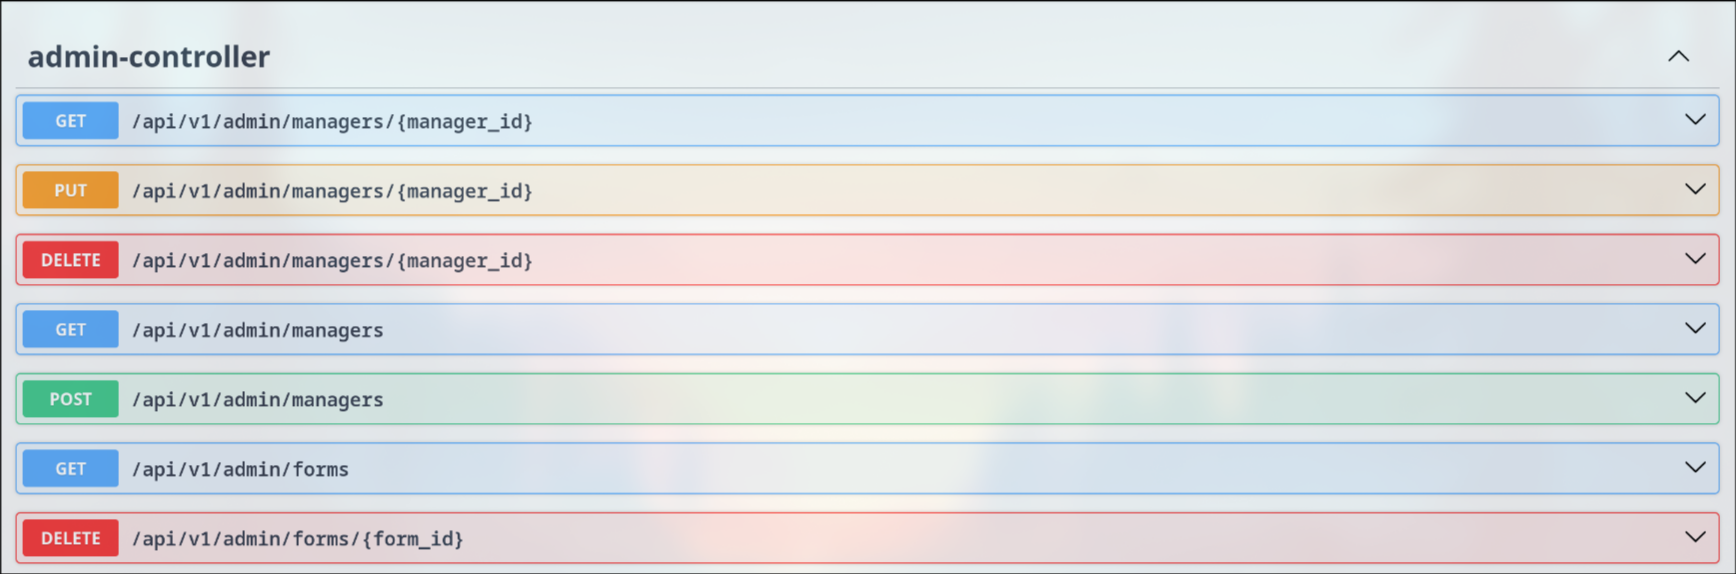 admin-controller
GET /api/v1/admin/managers/{manager_id}
PUT /api/v1/admin/managers/{manager_id}
DELETE /api/v1/admin/managers/{manager_id}
GET /api/v1/admin/managers
POST /api/v1/admin/managers
GET /api/v1/admin/forms
DELETE /api/v1/admin/forms/{form_id}